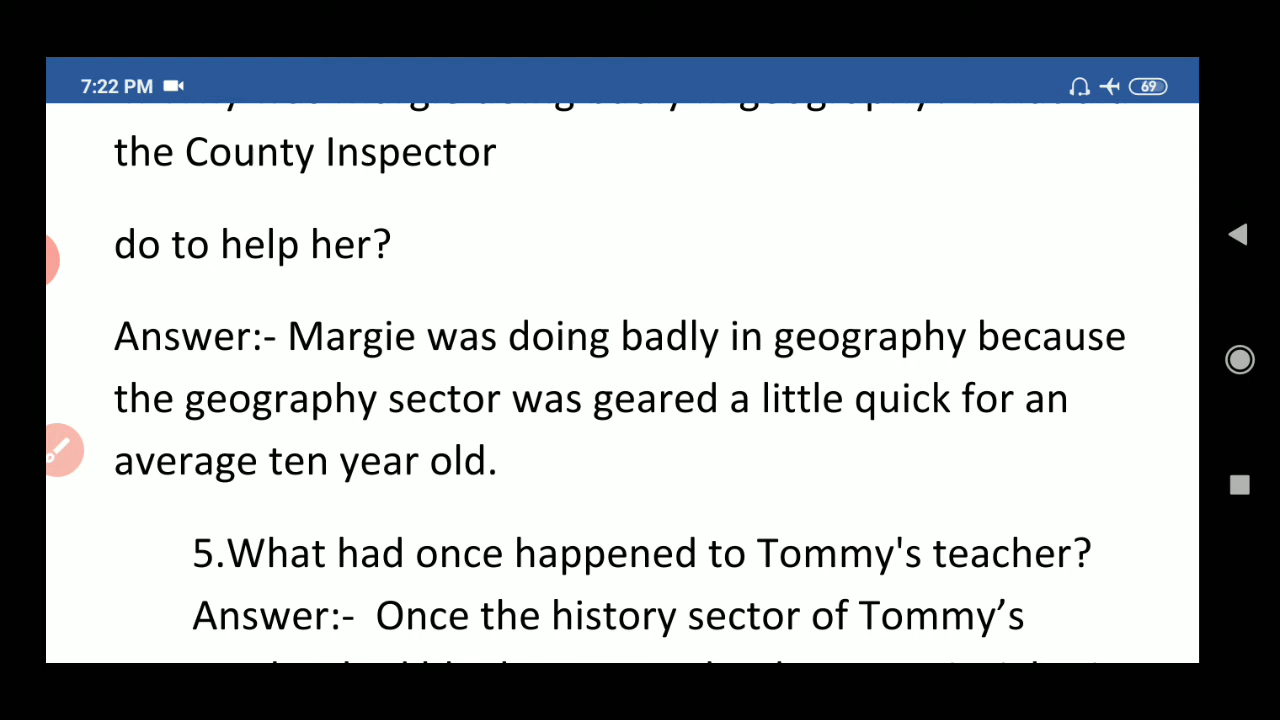 7:22 PM
69
the County Inspector
do to help her?
Answer:- Margie was doing badly in geography because
the geography sector was geared a little quick for an
average ten year old.
5.What had once happened to Tommy's teacher?
Answer:-  Once the history sector of Tommy’s